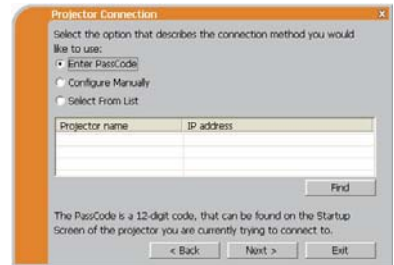 Projector Connection
Select the option that describes the connection method you would
like to use:
Enter PassCode
Configure Manually
Select From List
Projector name IP address
Find
The PassCode is a 12-digit code, that can be found on the Startup
Screen of the projector you are currently trying to connect to.
< Back Next > Exit